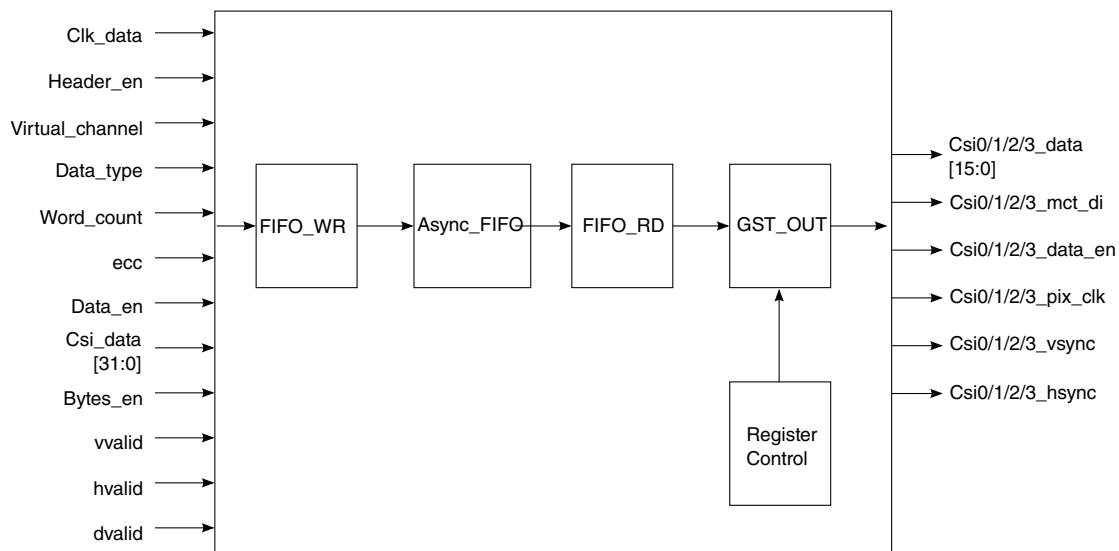 Clk_data
Header_en
Virtual_channel
Data_type
Word_count
ecc
Data_en
Csi_data
[31:0]
Bytes_en
vvalid
hvalid
dvalid
FIFO_WR
Async_FIFO
FIFO_RD
GST_OUT
Register
Control
Csi0/1/2/3_data
[15:0]
Csi0/1/2/3_mct_di
Csi0/1/2/3_data_en
Csi0/1/2/3_pix_clk
Csi0/1/2/3_vsync
Csi0/1/2/3_hsync